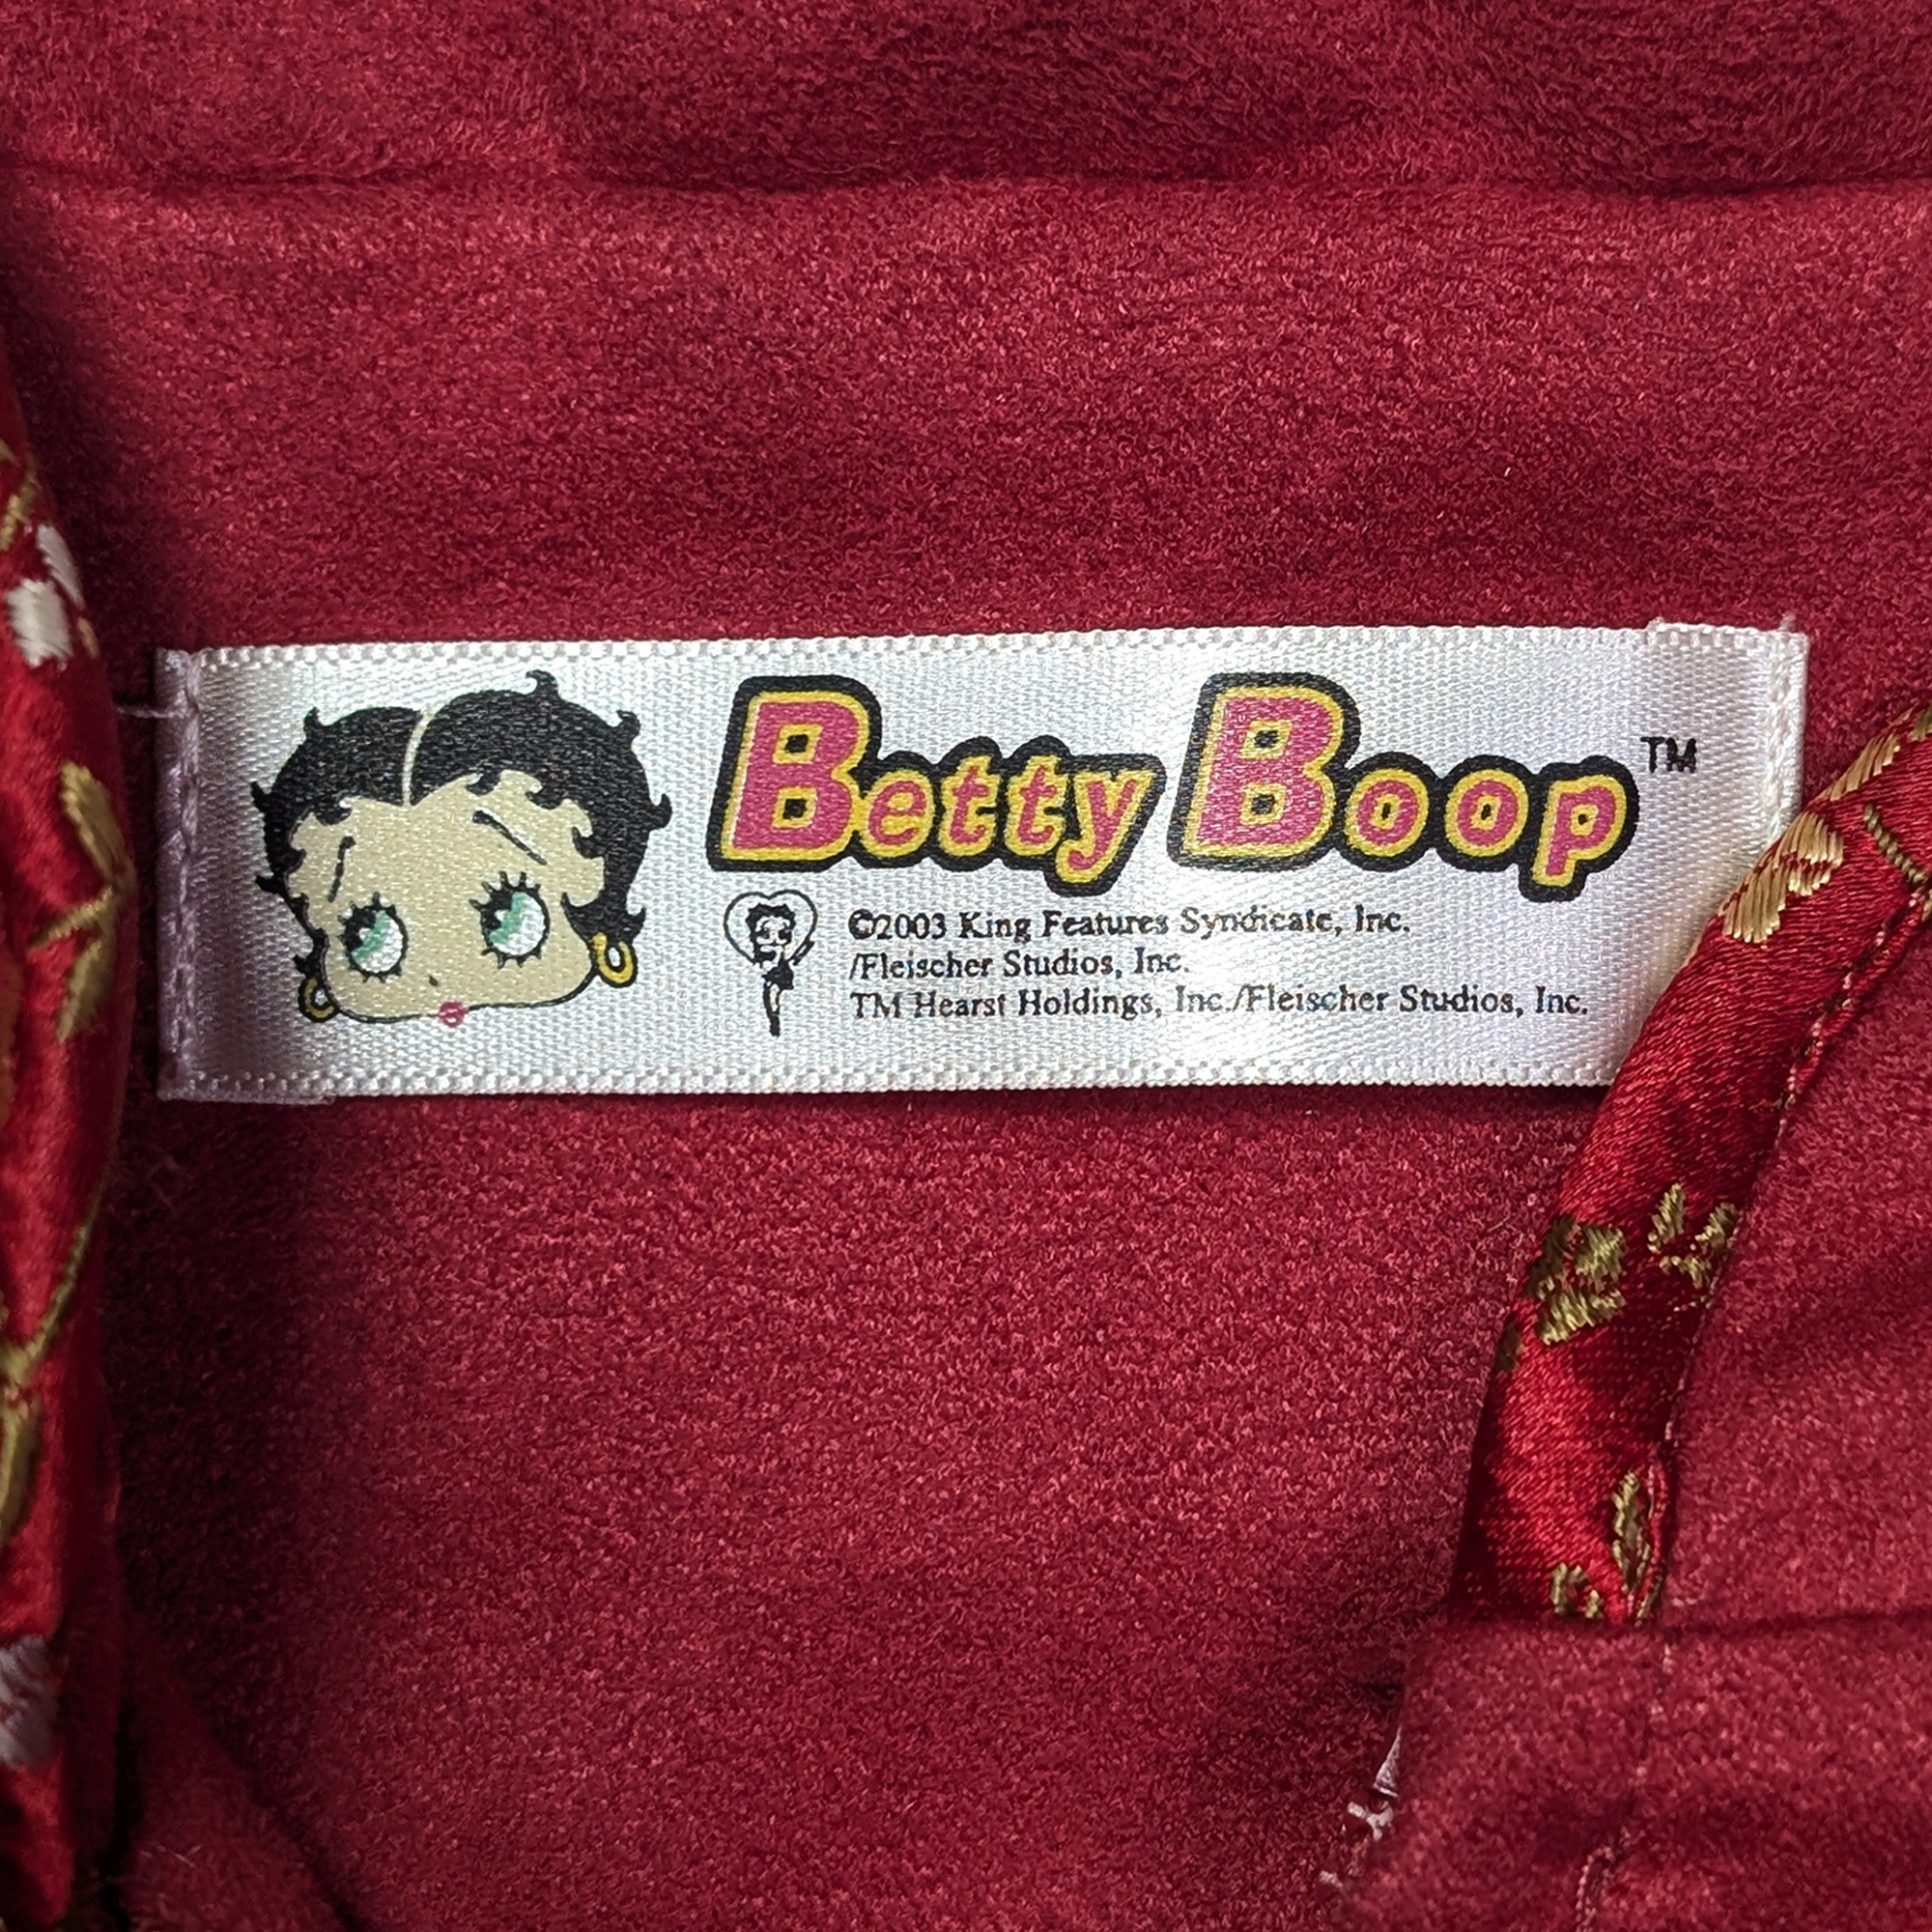 Betty Boop™
©2003 King Features Syndicate, Inc.
/Fleischer Studios, Inc.
TM Hearst Holdings, Inc./Fleischer Studios, Inc.